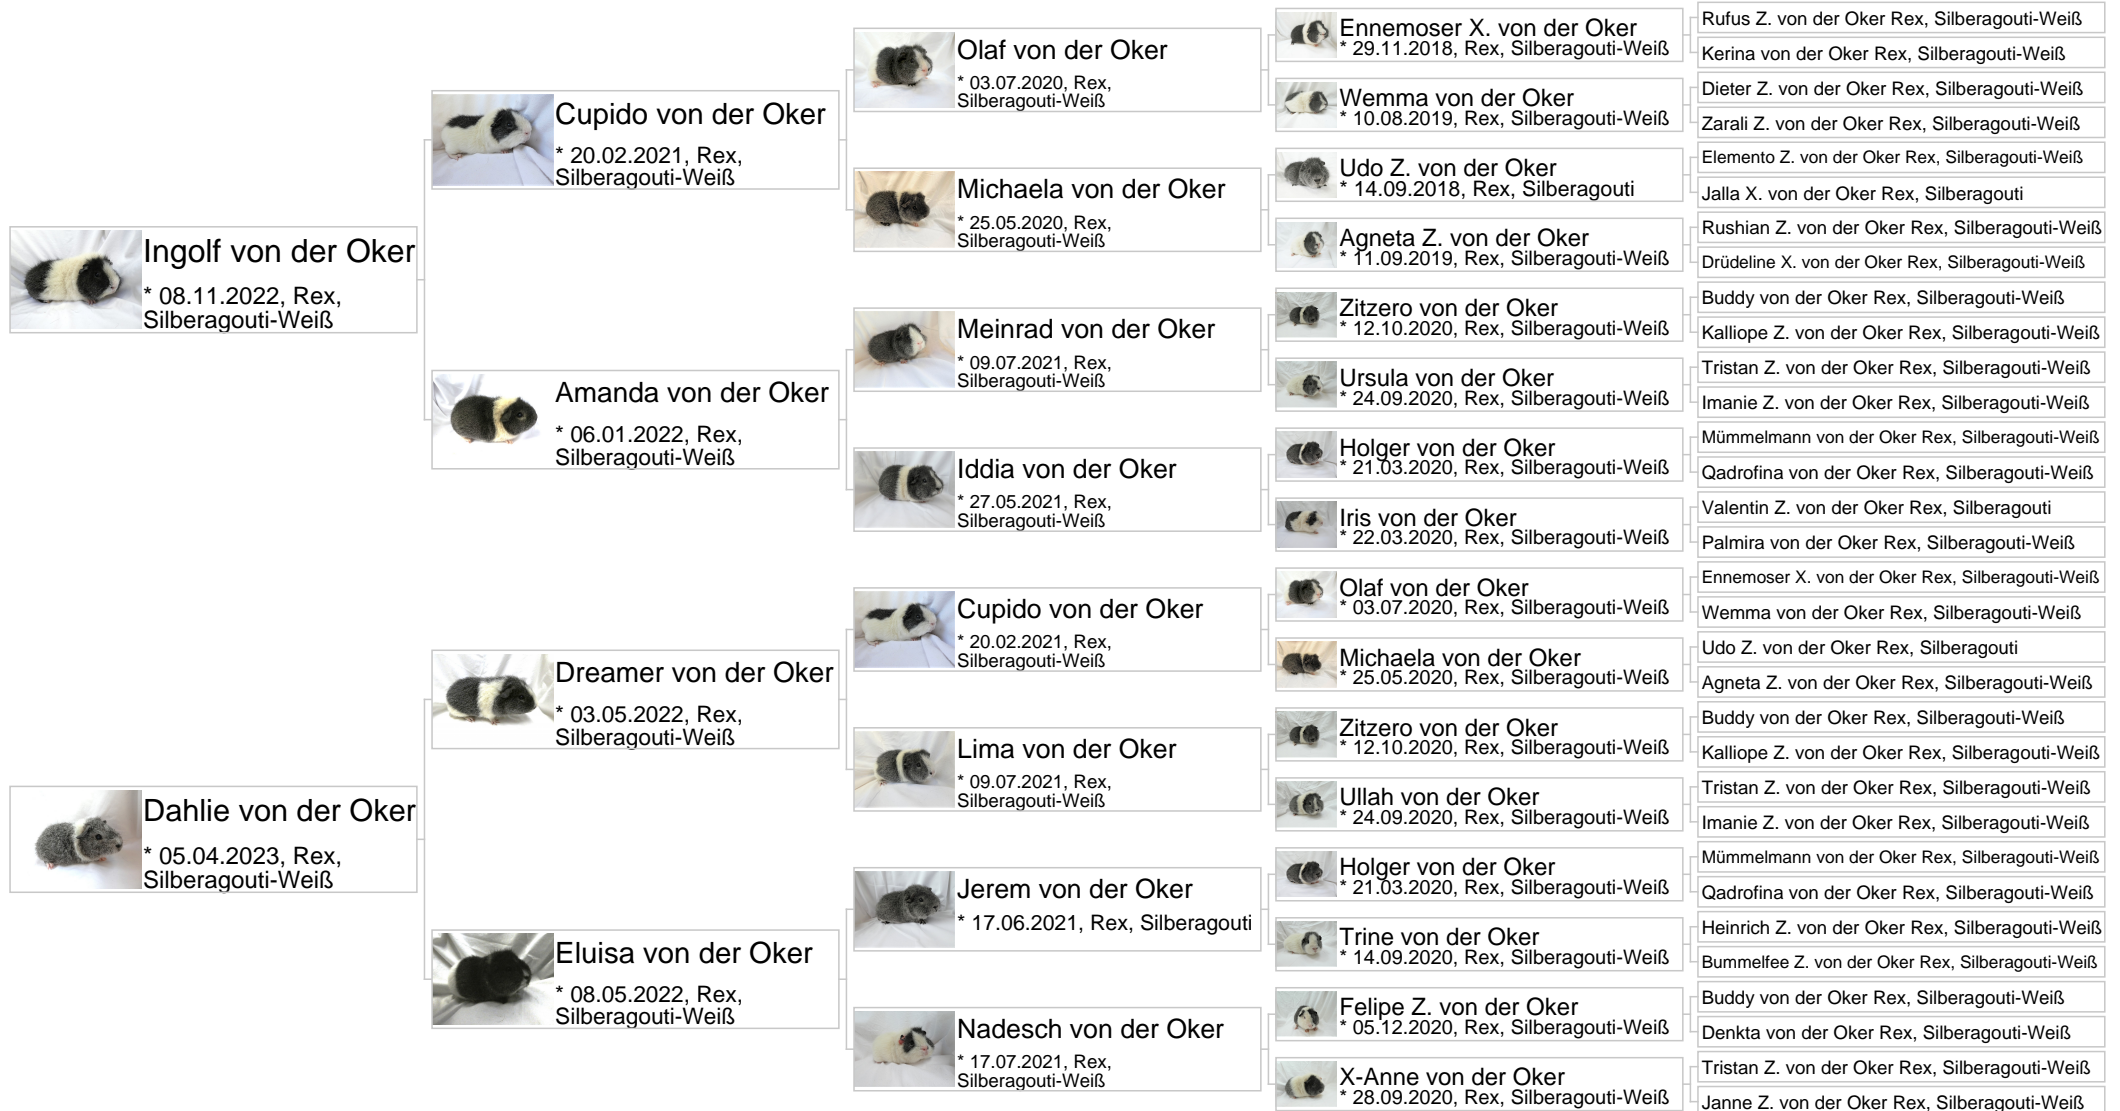 Ingolf von der Oker
* 08.11.2022, Rex,
Silberagouti-Weiß
Dahlie von der Oker
* 05.04.2023, Rex,
Silberagouti-Weiß
Cupido von der Oker
* 20.02.2021, Rex,
Silberagouti-Weiß
Amanda von der Oker
* 06.01.2022, Rex,
Silberagouti-Weiß
Dreamer von der Oker
* 03.05.2022, Rex,
Silberagouti-Weiß
Eluisa von der Oker
* 08.05.2022, Rex,
Silberagouti-Weiß
Olaf von der Oker
* 03.07.2020, Rex,
Silberagouti-Weiß
Michaela von der Oker
* 25.05.2020, Rex,
Silberagouti-Weiß
Meinrad von der Oker
* 09.07.2021, Rex,
Silberagouti-Weiß
Iddia von der Oker
* 27.05.2021, Rex,
Silberagouti-Weiß
Cupido von der Oker
* 20.02.2021, Rex,
Silberagouti-Weiß
Lima von der Oker
* 09.07.2021, Rex,
Silberagouti-Weiß
Jerem von der Oker
* 17.06.2021, Rex, Silberagouti
Nadesch von der Oker
* 17.07.2021, Rex,
Silberagouti-Weiß
Ennemoser X. von der Oker
* 29.11.2018, Rex, Silberagouti-Weiß
Wemma von der Oker
* 10.08.2019, Rex, Silberagouti-Weiß
Udo Z. von der Oker
* 14.09.2018, Rex, Silberagouti
Agneta Z. von der Oker
* 11.09.2019, Rex, Silberagouti-Weiß
Zitzero von der Oker
* 12.10.2020, Rex, Silberagouti-Weiß
Ursula von der Oker
* 24.09.2020, Rex, Silberagouti-Weiß
Holger von der Oker
* 21.03.2020, Rex, Silberagouti-Weiß
Iris von der Oker
* 22.03.2020, Rex, Silberagouti-Weiß
Olaf von der Oker
* 03.07.2020, Rex, Silberagouti-Weiß
Michaela von der Oker
* 25.05.2020, Rex, Silberagouti-Weiß
Zitzero von der Oker
* 12.10.2020, Rex, Silberagouti-Weiß
Ullah von der Oker
* 24.09.2020, Rex, Silberagouti-Weiß
Holger von der Oker
* 21.03.2020, Rex, Silberagouti-Weiß
Trine von der Oker
* 14.09.2020, Rex, Silberagouti-Weiß
Felipe Z. von der Oker
* 05.12.2020, Rex, Silberagouti-Weiß
X-Anne von der Oker
* 28.09.2020, Rex, Silberagouti-Weiß
Rufus Z. von der Oker Rex, Silberagouti-Weiß
Kerina von der Oker Rex, Silberagouti-Weiß
Dieter Z. von der Oker Rex, Silberagouti-Weiß
Zarali Z. von der Oker Rex, Silberagouti-Weiß
Elemento Z. von der Oker Rex, Silberagouti-Weiß
Jalla X. von der Oker Rex, Silberagouti
Rushian Z. von der Oker Rex, Silberagouti-Weiß
Drüdeline X. von der Oker Rex, Silberagouti-Weiß
Buddy von der Oker Rex, Silberagouti-Weiß
Kalliope Z. von der Oker Rex, Silberagouti-Weiß
Tristan Z. von der Oker Rex, Silberagouti-Weiß
Imanie Z. von der Oker Rex, Silberagouti-Weiß
Mümmelmann von der Oker Rex, Silberagouti-Weiß
Qadrofina von der Oker Rex, Silberagouti-Weiß
Valentin Z. von der Oker Rex, Silberagouti
Palmira von der Oker Rex, Silberagouti-Weiß
Ennemoser X. von der Oker Rex, Silberagouti-Weiß
Wemma von der Oker Rex, Silberagouti-Weiß
Udo Z. von der Oker Rex, Silberagouti
Agneta Z. von der Oker Rex, Silberagouti-Weiß
Buddy von der Oker Rex, Silberagouti-Weiß
Kalliope Z. von der Oker Rex, Silberagouti-Weiß
Tristan Z. von der Oker Rex, Silberagouti-Weiß
Imanie Z. von der Oker Rex, Silberagouti-Weiß
Mümmelmann von der Oker Rex, Silberagouti-Weiß
Qadrofina von der Oker Rex, Silberagouti-Weiß
Heinrich Z. von der Oker Rex, Silberagouti-Weiß
Bummelfee Z. von der Oker Rex, Silberagouti-Weiß
Buddy von der Oker Rex, Silberagouti-Weiß
Denkta von der Oker Rex, Silberagouti-Weiß
Tristan Z. von der Oker Rex, Silberagouti-Weiß
Janne Z. von der Oker Rex, Silberagouti-Weiß